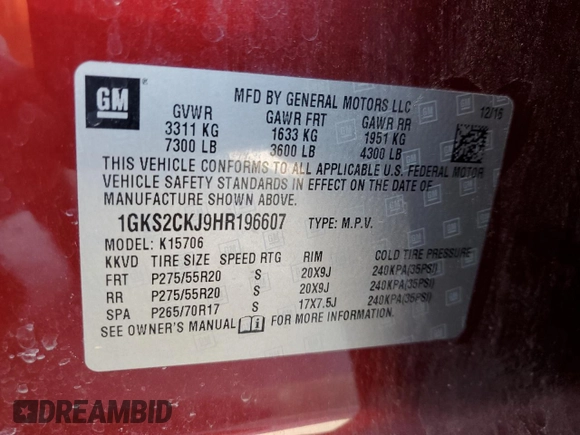 GM
MFD BY GENERAL MOTORS LLC
GVWR GAWR FRT GAWR RR 12/16
3311 KG 1633 KG 1951 KG
7300 LB 3600 LB 4300 LB
THIS VEHICLE CONFORMS TO ALL APPLICABLE U.S. FEDERAL MOTOR
VEHICLE SAFETY STANDARDS IN EFFECT ON THE DATE OF
MANUFACTURE SHOWN ABOVE.
1GKS2CKJ9HR196607 TYPE: M.P.V.
MODEL: K15706
KKVD TIRE SIZE SPEED RTG RIM
FRT P275/55R20 S 20X9J 240KPA(35PSI)
RR P275/55R20 S 20X9J 240KPA(35PSI)
SPA P265/70R17 S 17X7.5J 240KPA(35PSI)
SEE OWNER'S MANUAL i FOR MORE INFORMATION.
DREAMBID